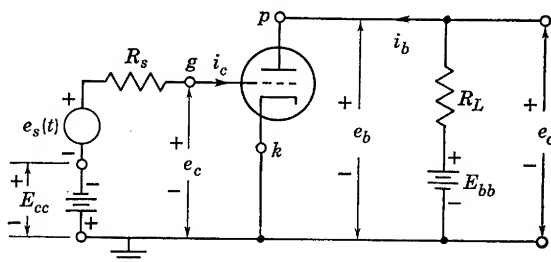 p
R_s
g
i_c
i_b
+
e_s(t)
−
+
E_cc
−
−
+
+
e_c
−
k
+
e_b
−
R_L
+
E_bb
−
+
e_o
−